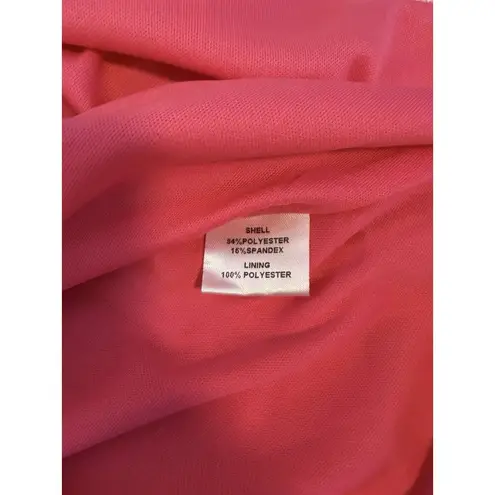 SHELL
84%POLYESTER
16%SPANDEX
LINING
100% POLYESTER